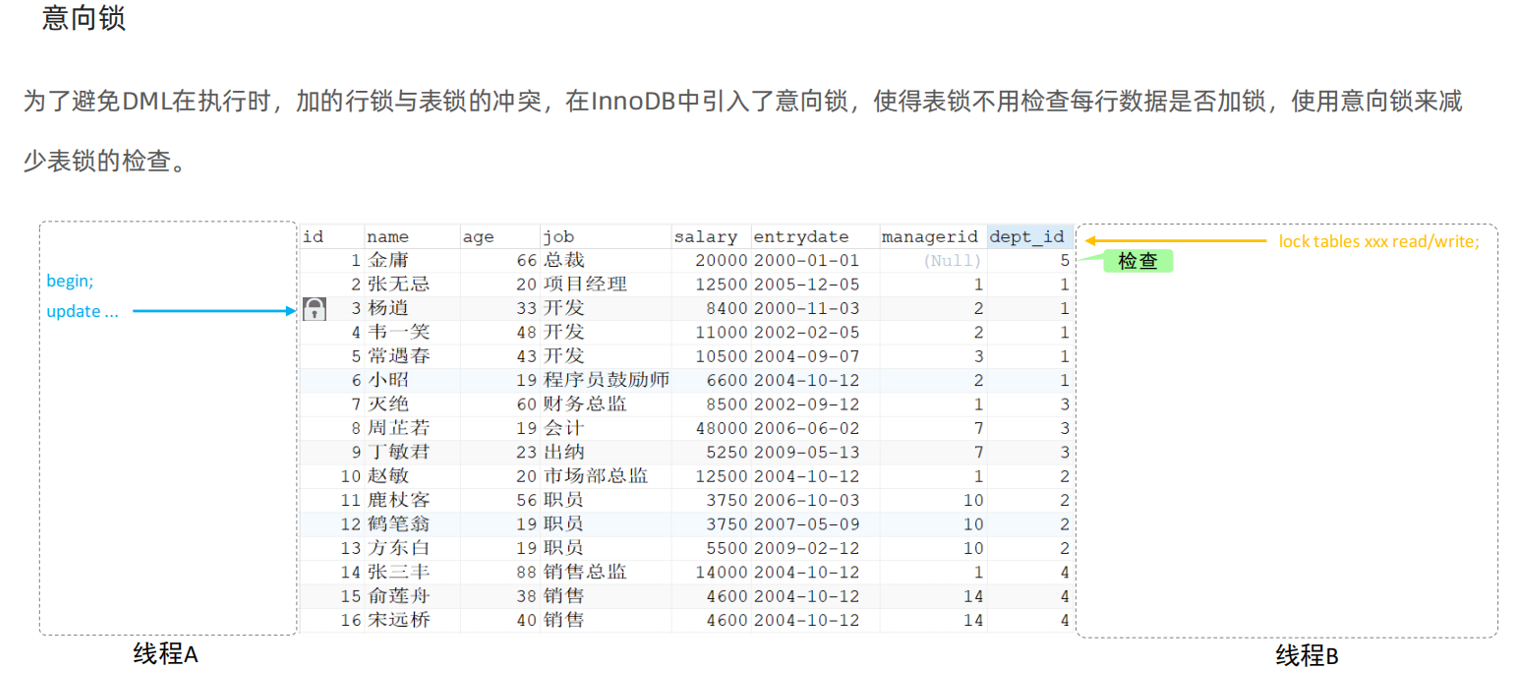 意向锁
为了避免DML在执行时，加的行锁与表锁的冲突，在InnoDB中引入了意向锁，使得表锁不用检查每行数据是否加锁，使用意向锁来减
少表锁的检查。
id name age job salary entrydate managerid dept_id
lock tables xxx read/write;
检查
begin;
update ...
1 金庸 66 总裁 20000 2000-01-01 (Null) 5
2 张无忌 20 项目经理 12500 2005-12-05 1 1
3 杨逍 33 开发 8400 2000-11-03 2 1
4 韦一笑 48 开发 11000 2002-02-05 2 1
5 常遇春 43 开发 10500 2004-09-07 3 1
6 小昭 19 程序员鼓励师 6600 2004-10-12 2 1
7 灭绝 60 财务总监 8500 2002-09-12 1 3
8 周芷若 19 会计 48000 2006-06-02 7 3
9 丁敏君 23 出纳 5250 2009-05-13 7 3
10 赵敏 20 市场部总监 12500 2004-10-12 1 2
11 鹿杖客 56 职员 3750 2006-10-03 10 2
12 鹤笔翁 19 职员 3750 2007-05-09 10 2
13 方东白 19 职员 5500 2009-02-12 10 2
14 张三丰 88 销售总监 14000 2004-10-12 1 4
15 俞莲舟 38 销售 4600 2004-10-12 14 4
16 宋远桥 40 销售 4600 2004-10-12 14 4
线程A
线程B